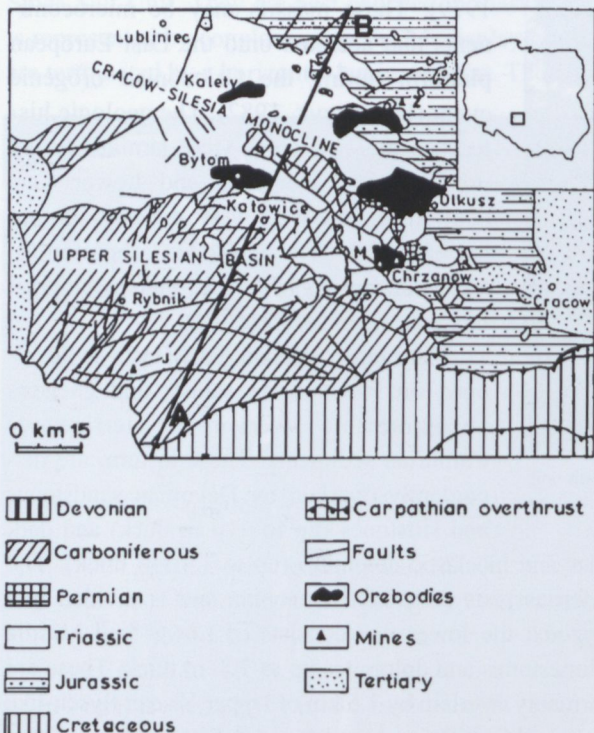 B
Lubliniec
CRACOW-SILESIA
Kalety
MONOCLINE
Z
Bytom
Olkusz
Katowice
UPPER SILESIAN
BASIN
M
Chrzanów
Cracow
Rybnik
J
A
0 km 15
Devonian
Carboniferous
Permian
Triassic
Jurassic
Cretaceous
Carpathian overthrust
Faults
Orebodies
Mines
Tertiary